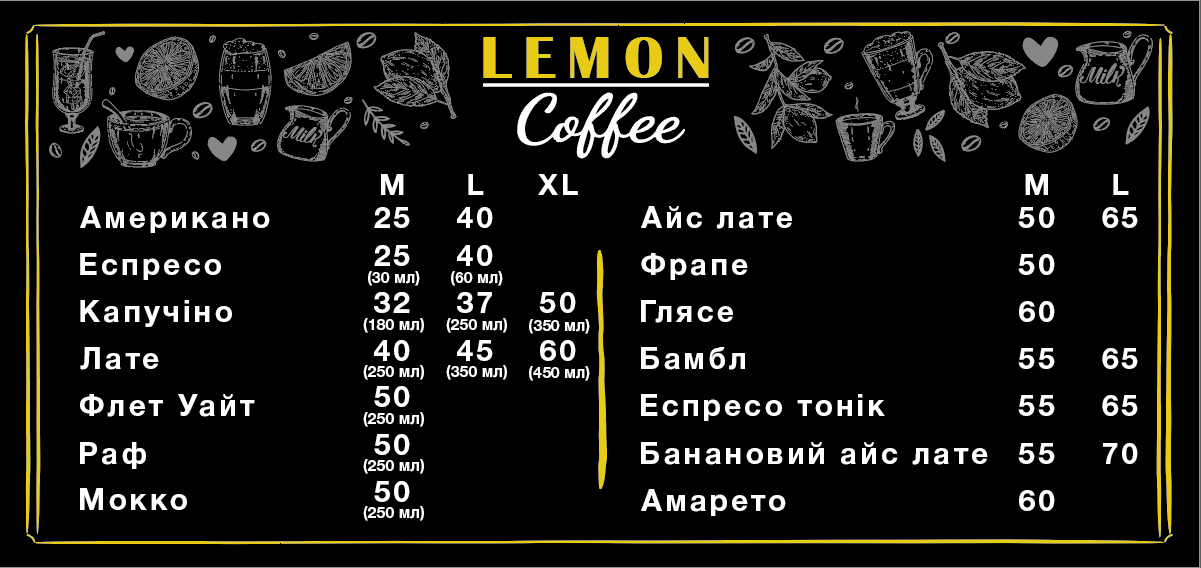 LEMON
Coffee
Milk
Milk
M L XL
Американо 25 40
Еспресо 25 40
(30 мл) (60 мл)
Капучіно 32 37 50
(180 мл) (250 мл) (350 мл)
Лате 40 45 60
(250 мл) (350 мл) (450 мл)
Флет Уайт 50
(250 мл)
Раф 50
(250 мл)
Мокко 50
(250 мл)
M L
Айс лате 50 65
Фрапе 50
Глясе 60
Бамбл 55 65
Еспресо тонік 55 65
Банановий айс лате 55 70
Амарето 60